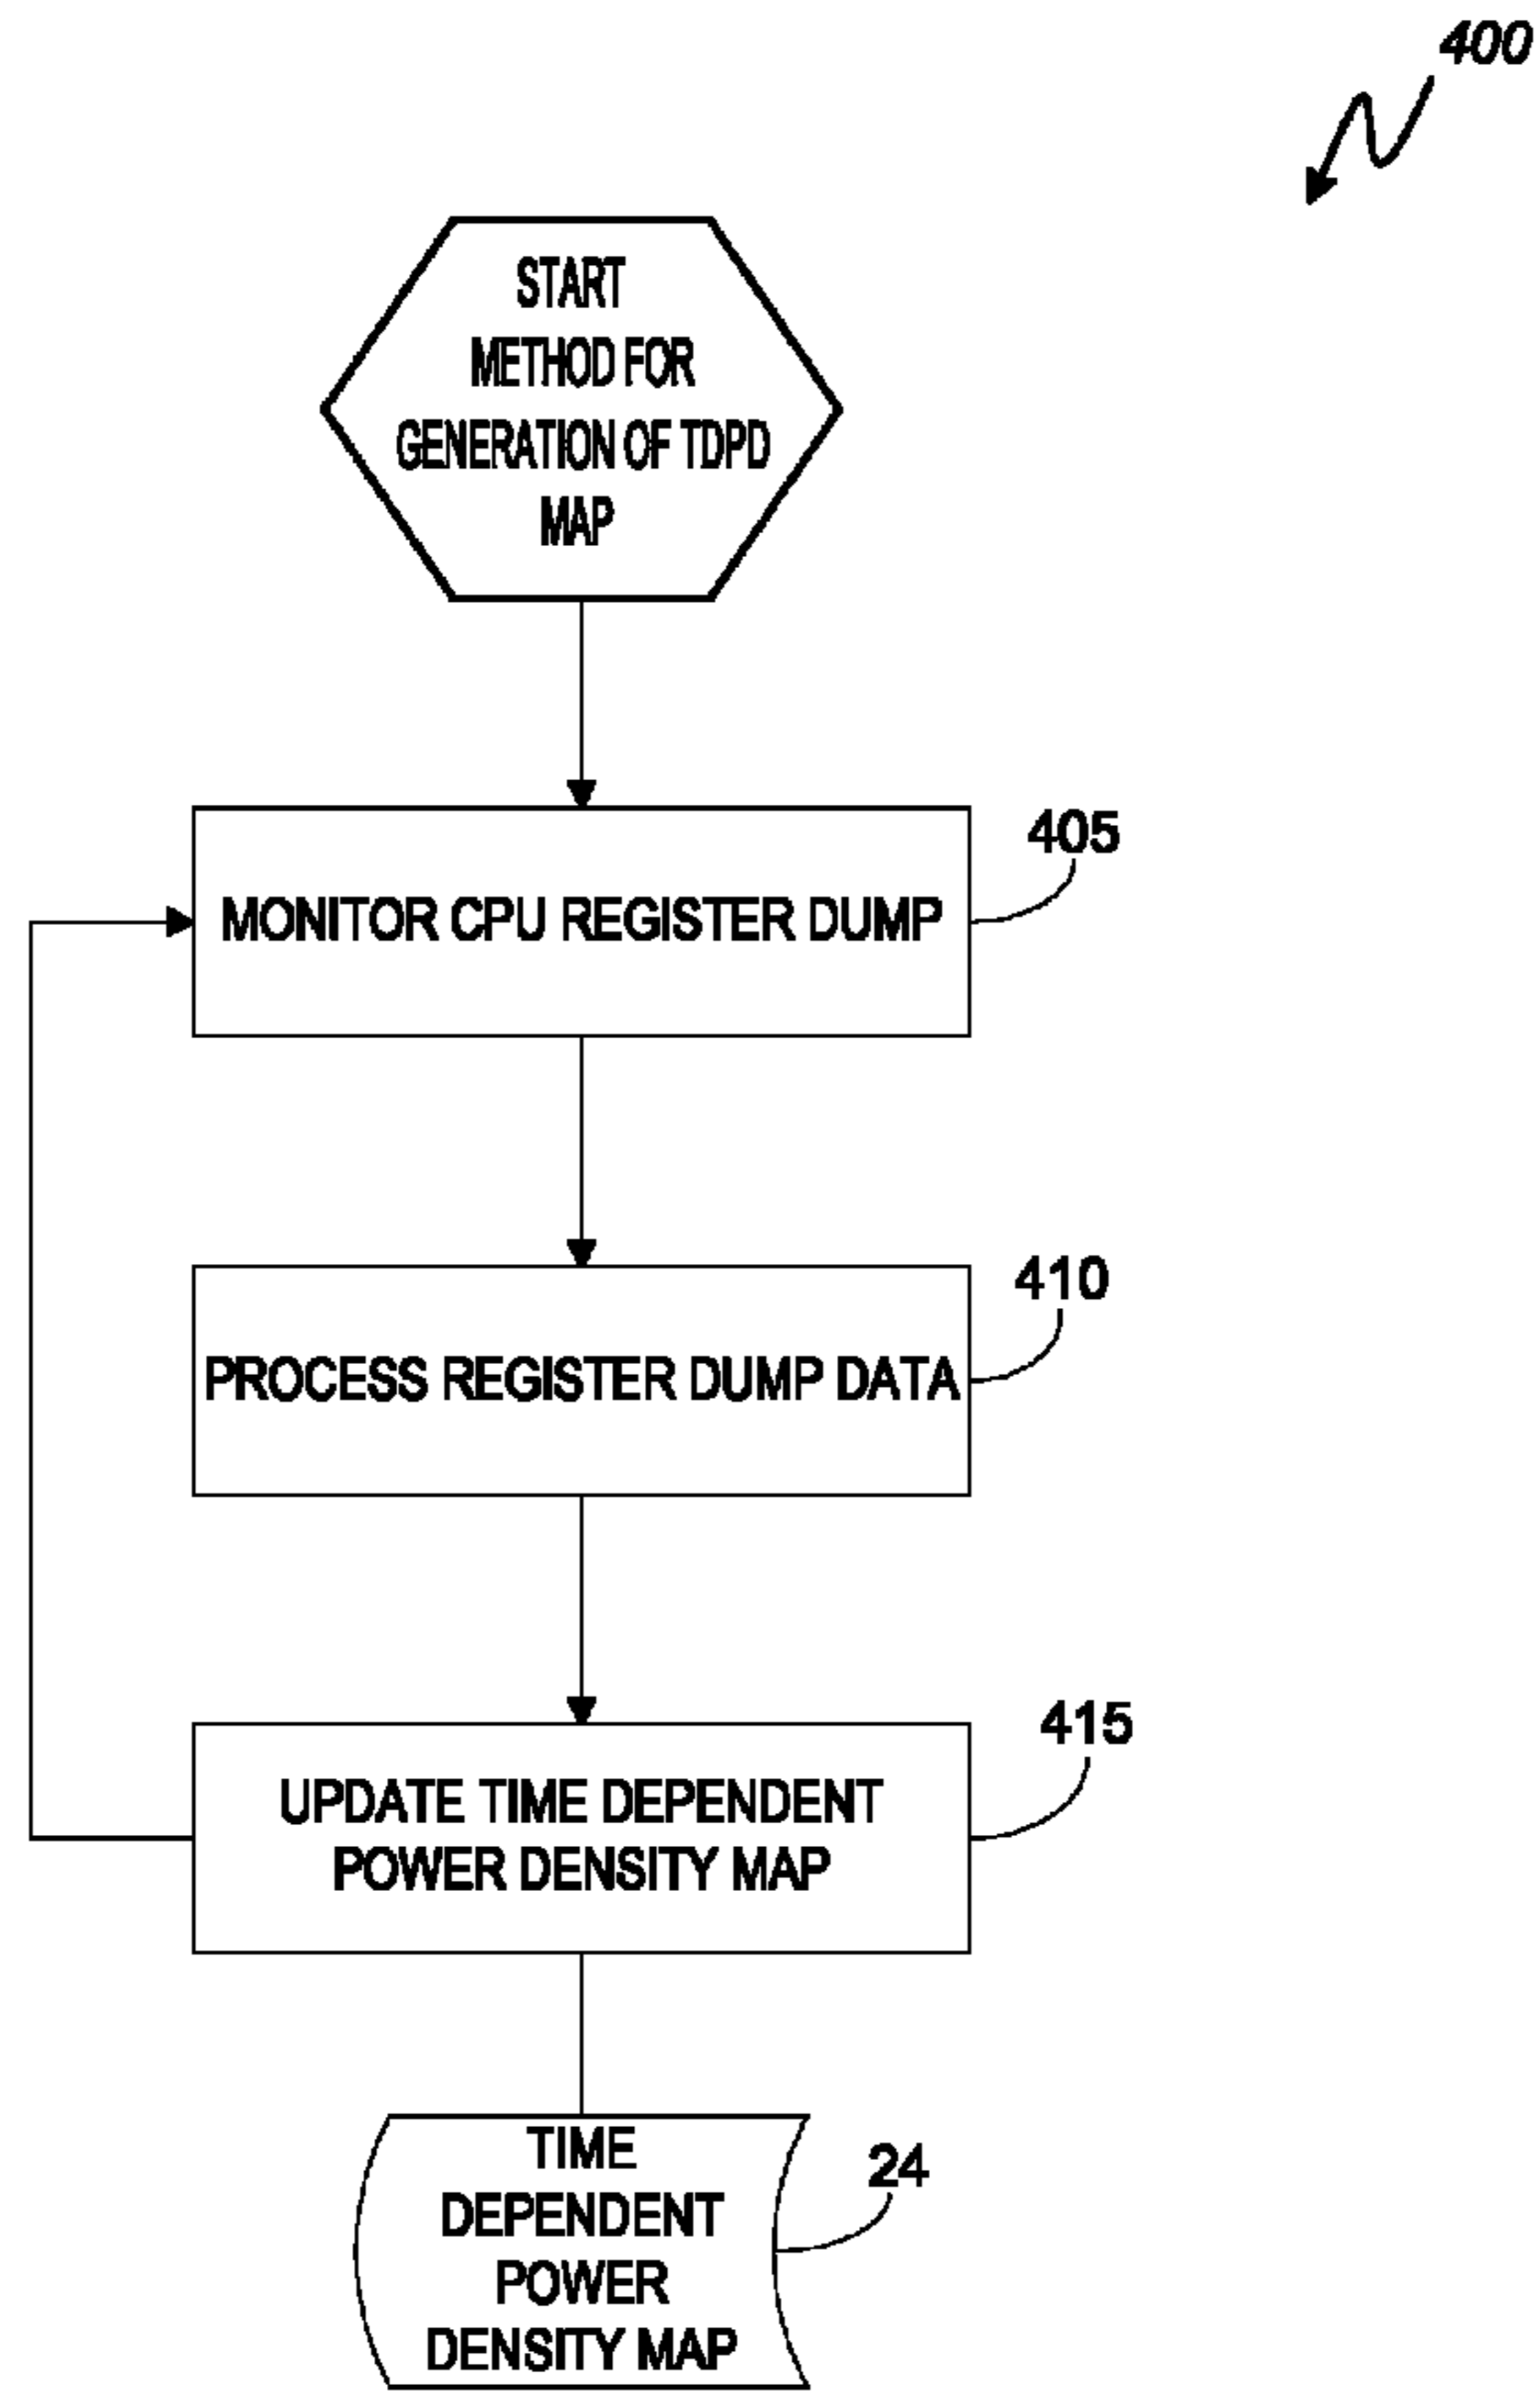 400
START
METHOD FOR
GENERATION OF TDPD
MAP
405
MONITOR CPU REGISTER DUMP
410
PROCESS REGISTER DUMP DATA
415
UPDATE TIME DEPENDENT
POWER DENSITY MAP
24
TIME
DEPENDENT
POWER
DENSITY MAP